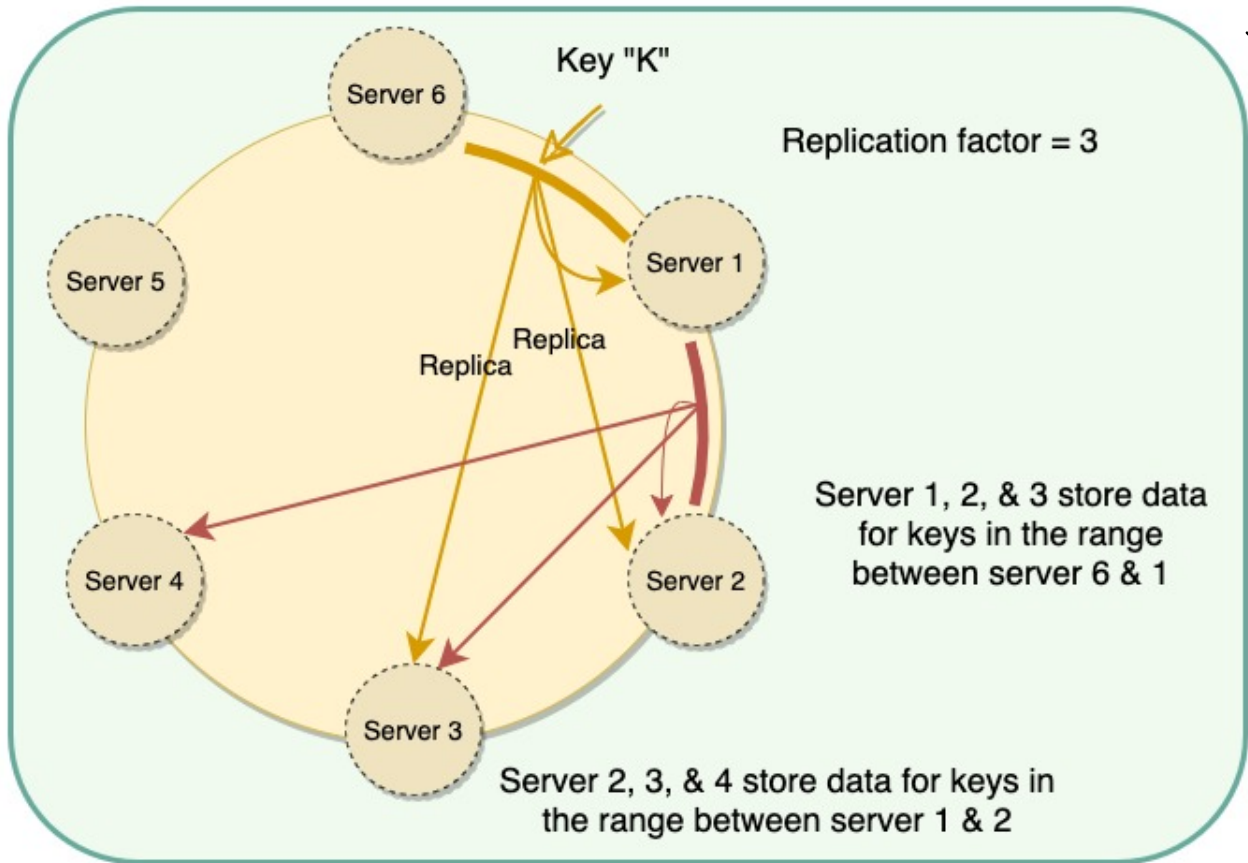 Key "K"
Server 6
Replication factor = 3
Server 1
Server 5
Replica
Replica
Server 1, 2, & 3 store data
for keys in the range
between server 6 & 1
Server 4
Server 2
Server 3
Server 2, 3, & 4 store data for keys in
the range between server 1 & 2